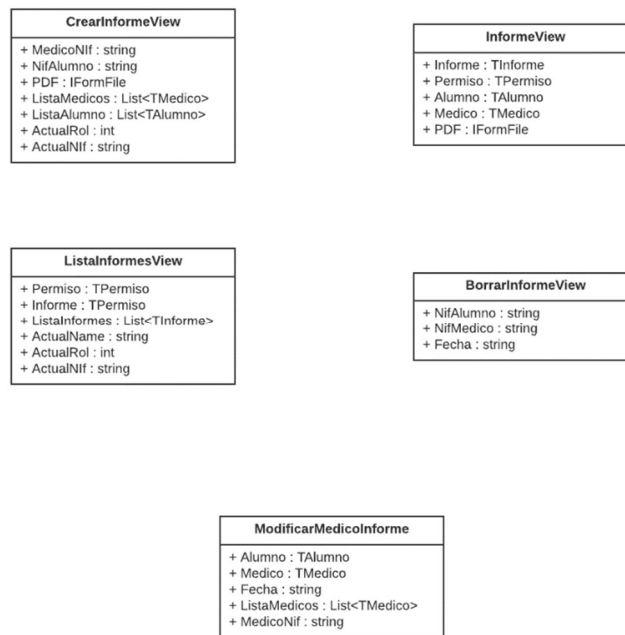 CrearInformeView
+ MedicoNIf : string
+ NifAlumno : string
+ PDF : IFormFile
+ ListaMedicos : List<TMedico>
+ ListaAlumno : List<TAlumno>
+ ActualRol : int
+ ActualNIf : string
InformeView
+ Informe : TInforme
+ Permiso : TPermiso
+ Alumno : TAlumno
+ Medico : TMedico
+ PDF : IFormFile
ListaInformesView
+ Permiso : TPermiso
+ Informe : TPermiso
+ ListaInformes : List<TInforme>
+ ActualName : string
+ ActualRol : int
+ ActualNIf : string
BorrarInformeView
+ NifAlumno : string
+ NifMedico : string
+ Fecha : string
ModificarMedicoInforme
+ Alumno : TAlumno
+ Medico : TMedico
+ Fecha : string
+ ListaMedicos : List<TMedico>
+ MedicoNif : string